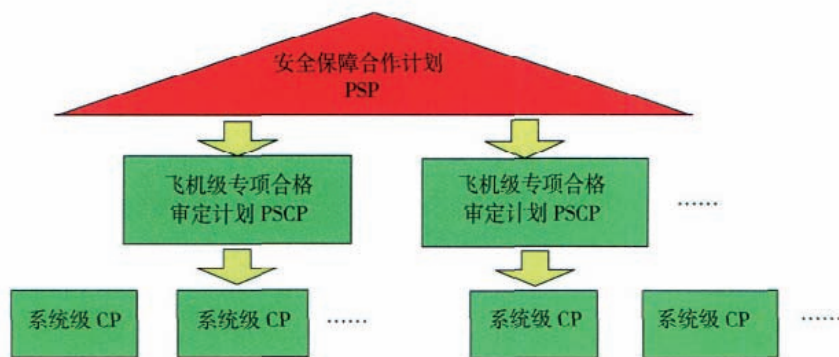 安全保障合作计划
PSP
飞机级专项合格
审定计划 PSCP
飞机级专项合格
审定计划 PSCP
……
系统级 CP
系统级 CP
……
系统级 CP
系统级 CP
……